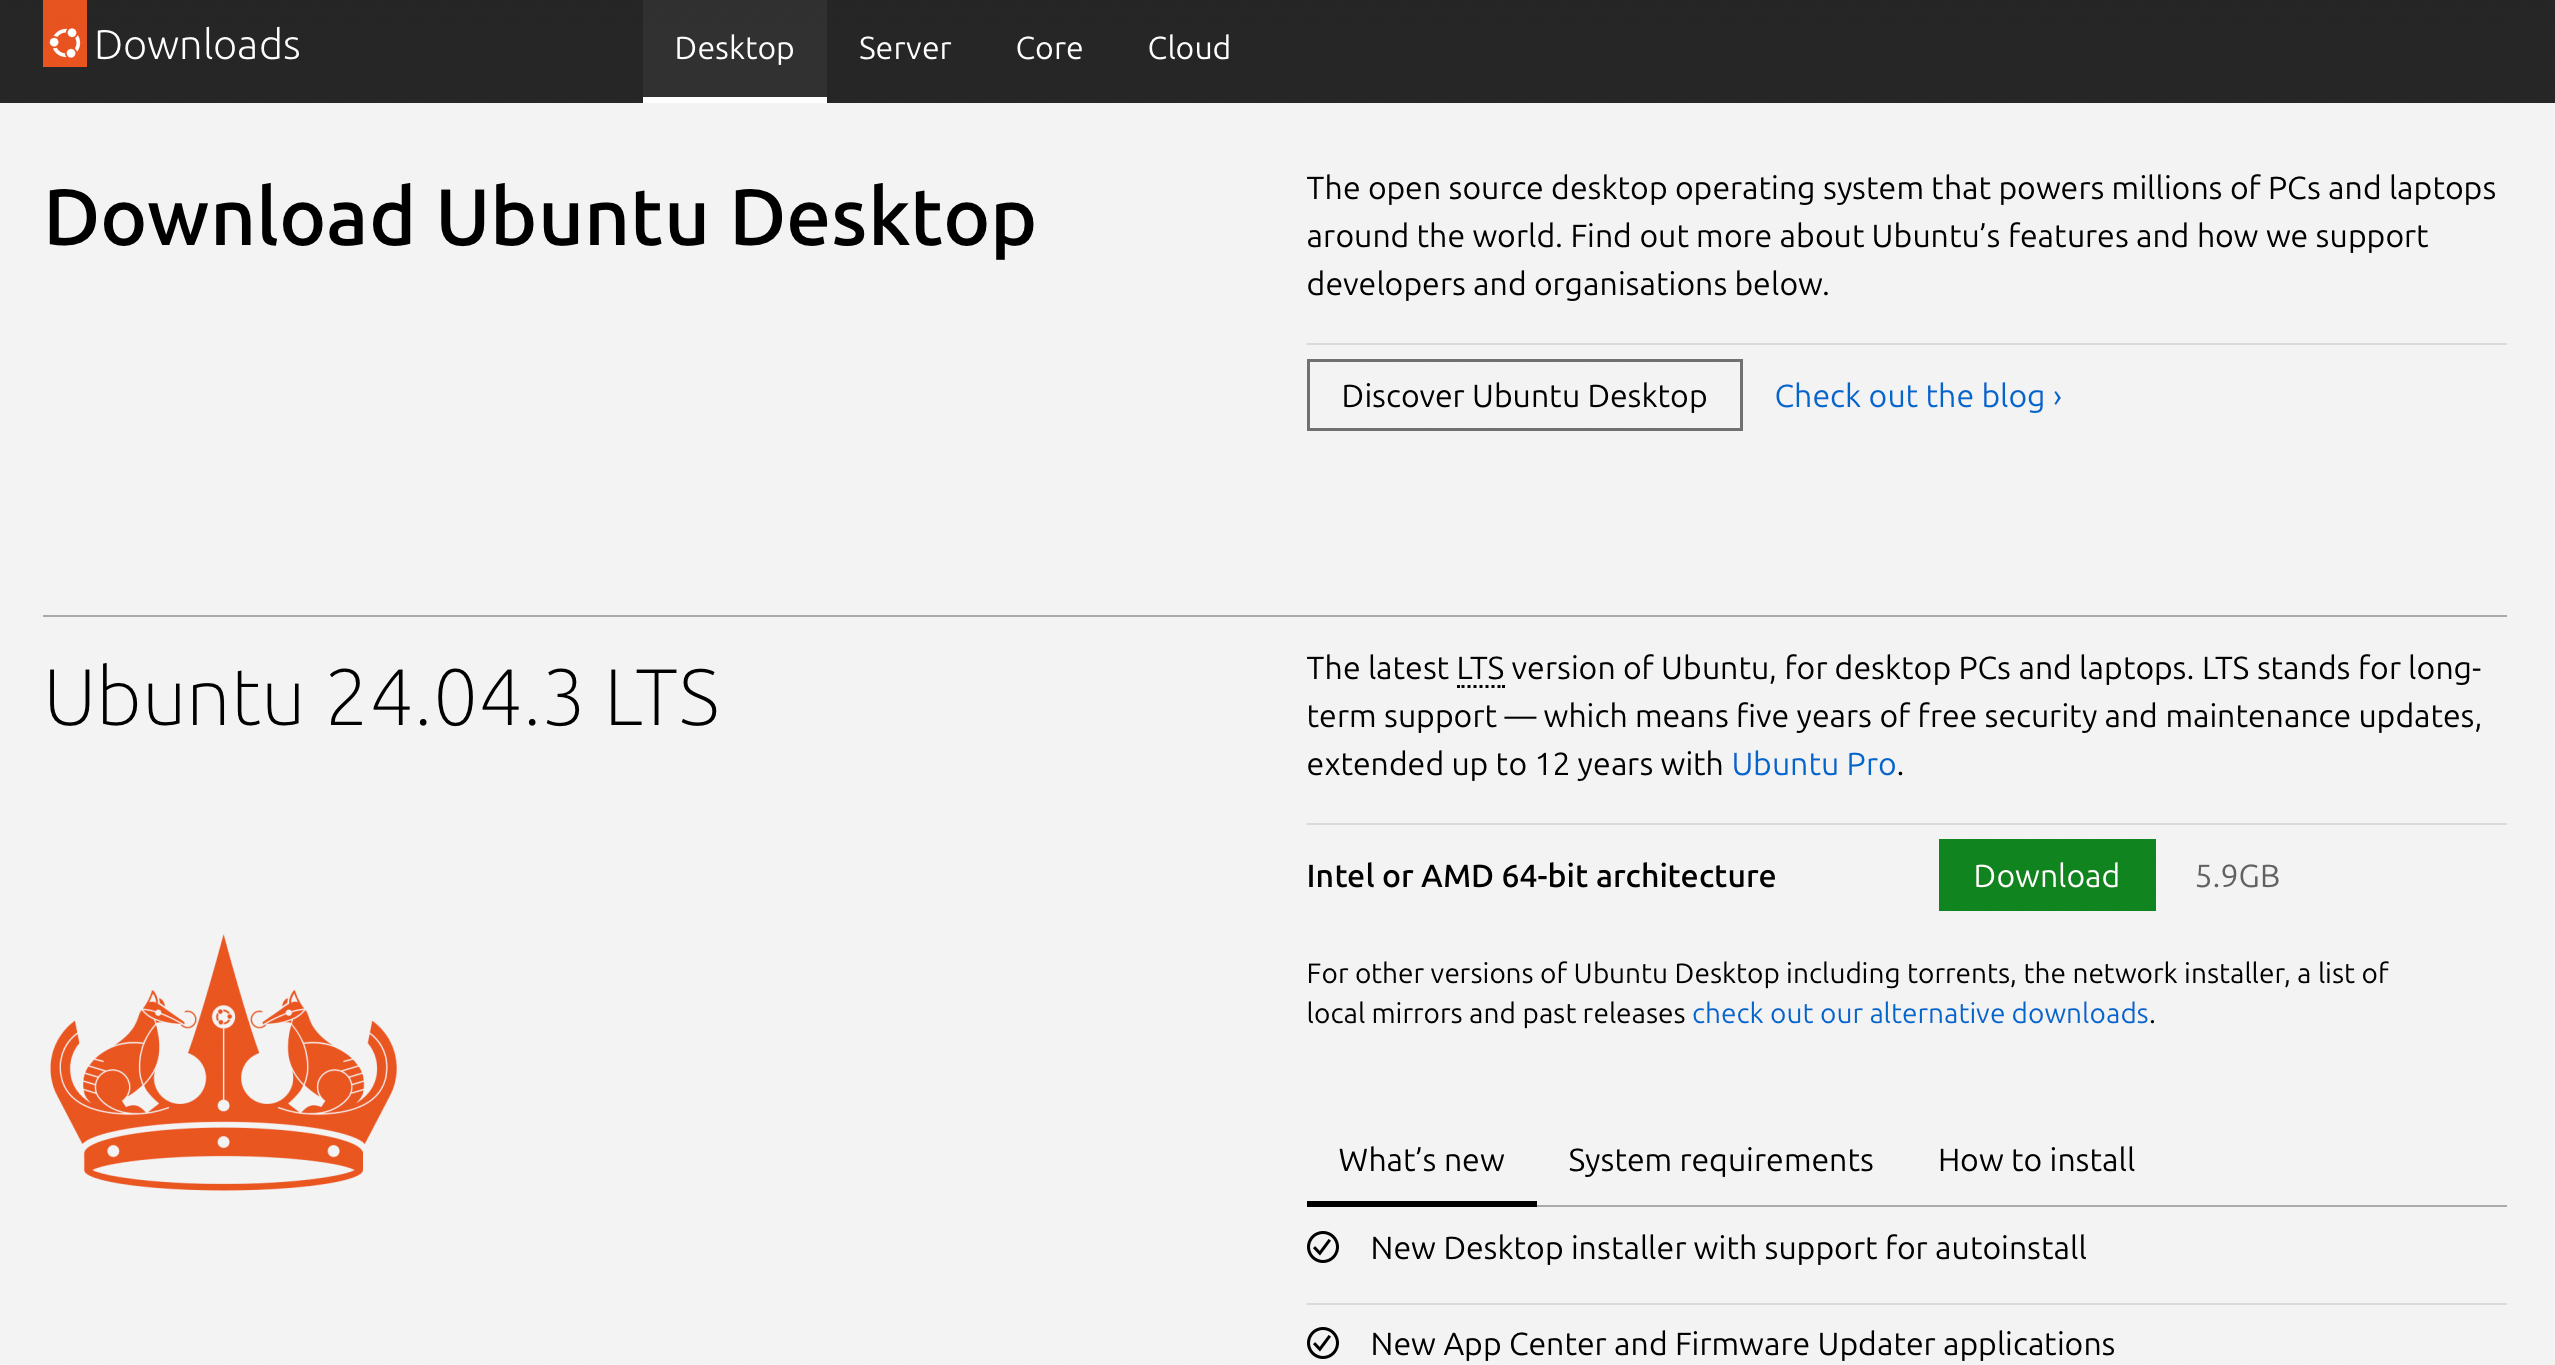 Downloads
Desktop
Server
Core
Cloud
Download Ubuntu Desktop
The open source desktop operating system that powers millions of PCs and laptops
around the world. Find out more about Ubuntu’s features and how we support
developers and organisations below.
Discover Ubuntu Desktop
Check out the blog ›
Ubuntu 24.04.3 LTS
The latest LTS version of Ubuntu, for desktop PCs and laptops. LTS stands for long-
term support — which means five years of free security and maintenance updates,
extended up to 12 years with Ubuntu Pro.
Intel or AMD 64-bit architecture
Download
5.9GB
For other versions of Ubuntu Desktop including torrents, the network installer, a list of
local mirrors and past releases check out our alternative downloads.
What’s new
System requirements
How to install
New Desktop installer with support for autoinstall
New App Center and Firmware Updater applications